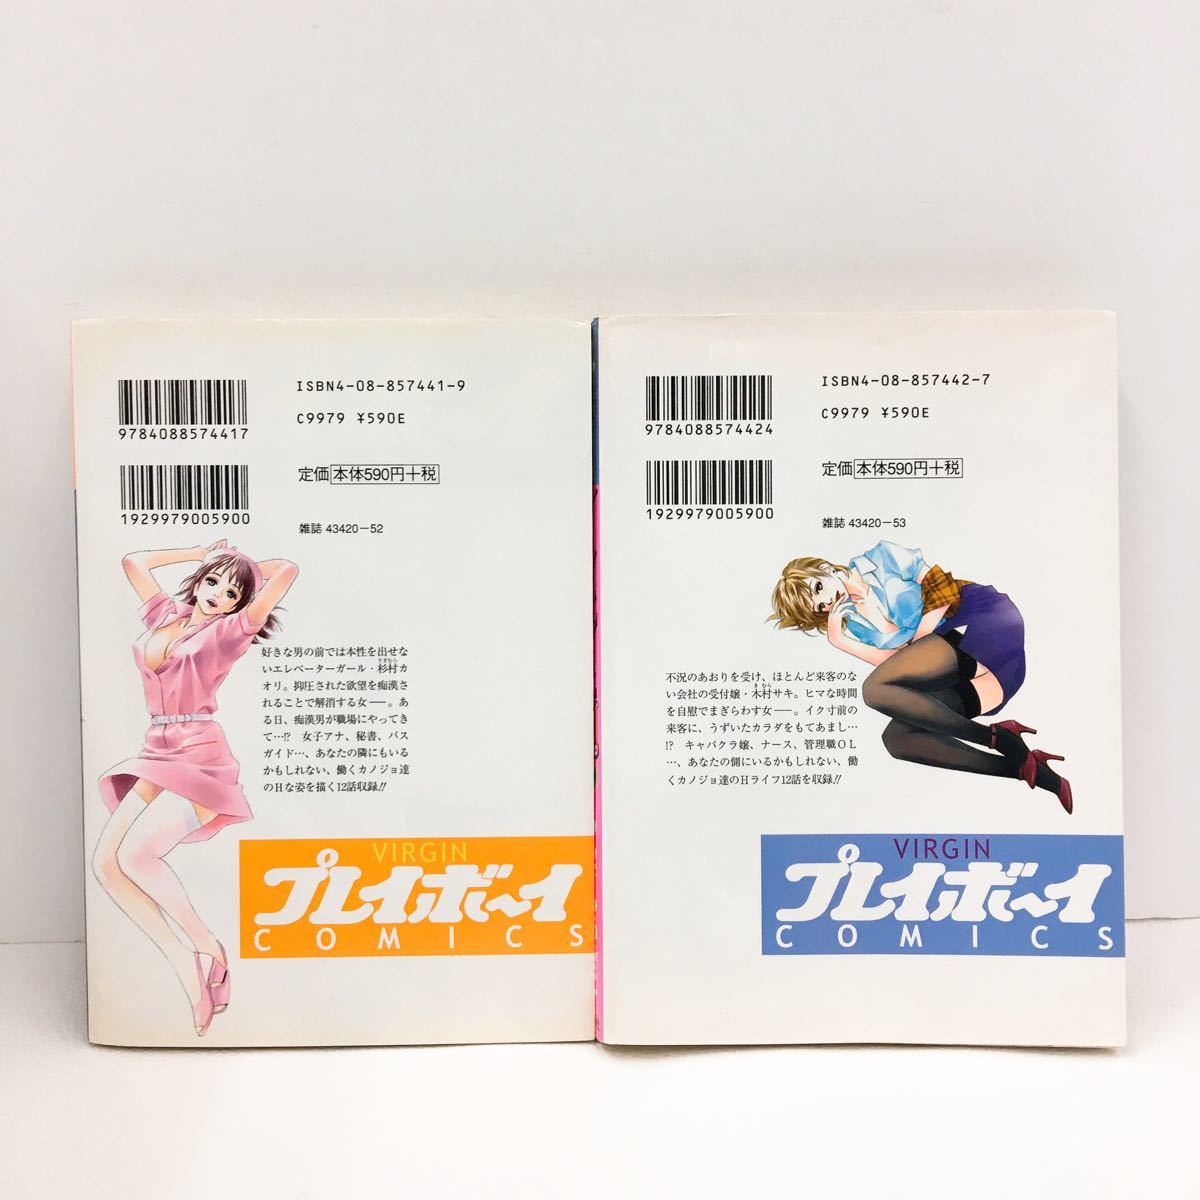 ISBN4-08-857441-9
C9979 ¥590E
9784088574417
定価 本体590円+税
1929979005900
雑誌 43420-52
好きな男の前では本性を出せな
いエレベーターガール・杉村カ
すぎむら
オリ。抑圧された欲望を痴漢さ
れることで解消する女──。あ
る日、痴漢男が職場にやってき
て…!? 女子アナ、秘書、バス
ガイド…、あなたの隣にもいる
かもしれない、働くカノジョ達
のHな姿を描く12話収録!!
VIRGIN
プレイボーイ
COMICS
ISBN4-08-857442-7
C9979 ¥590E
9784088574424
定価 本体590円+税
1929979005900
雑誌 43420-53
不況のあおりを受け、ほとんど来客のな
い会社の受付嬢・木村サキ。ヒマな時間
きむら
を自慰でまぎらわす女──。イク寸前の
来客に、うずいたカラダをもてあまし…
!? キャバクラ嬢、ナース、管理職OL
…、あなたの側にいるかもしれない、働
くカノジョ達のHライフ12話を収録!!
VIRGIN
プレイボーイ
COMICS